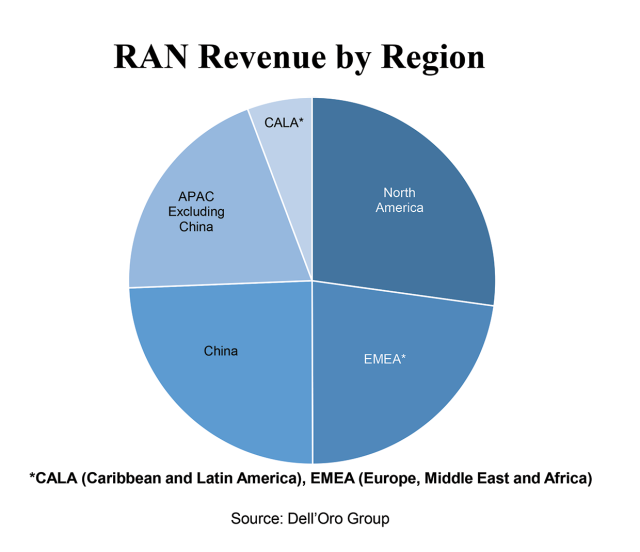 RAN Revenue by Region
CALA*
North
America
APAC
Excluding
China
China
EMEA*
*CALA (Caribbean and Latin America), EMEA (Europe, Middle East and Africa)
Source: Dell’Oro Group